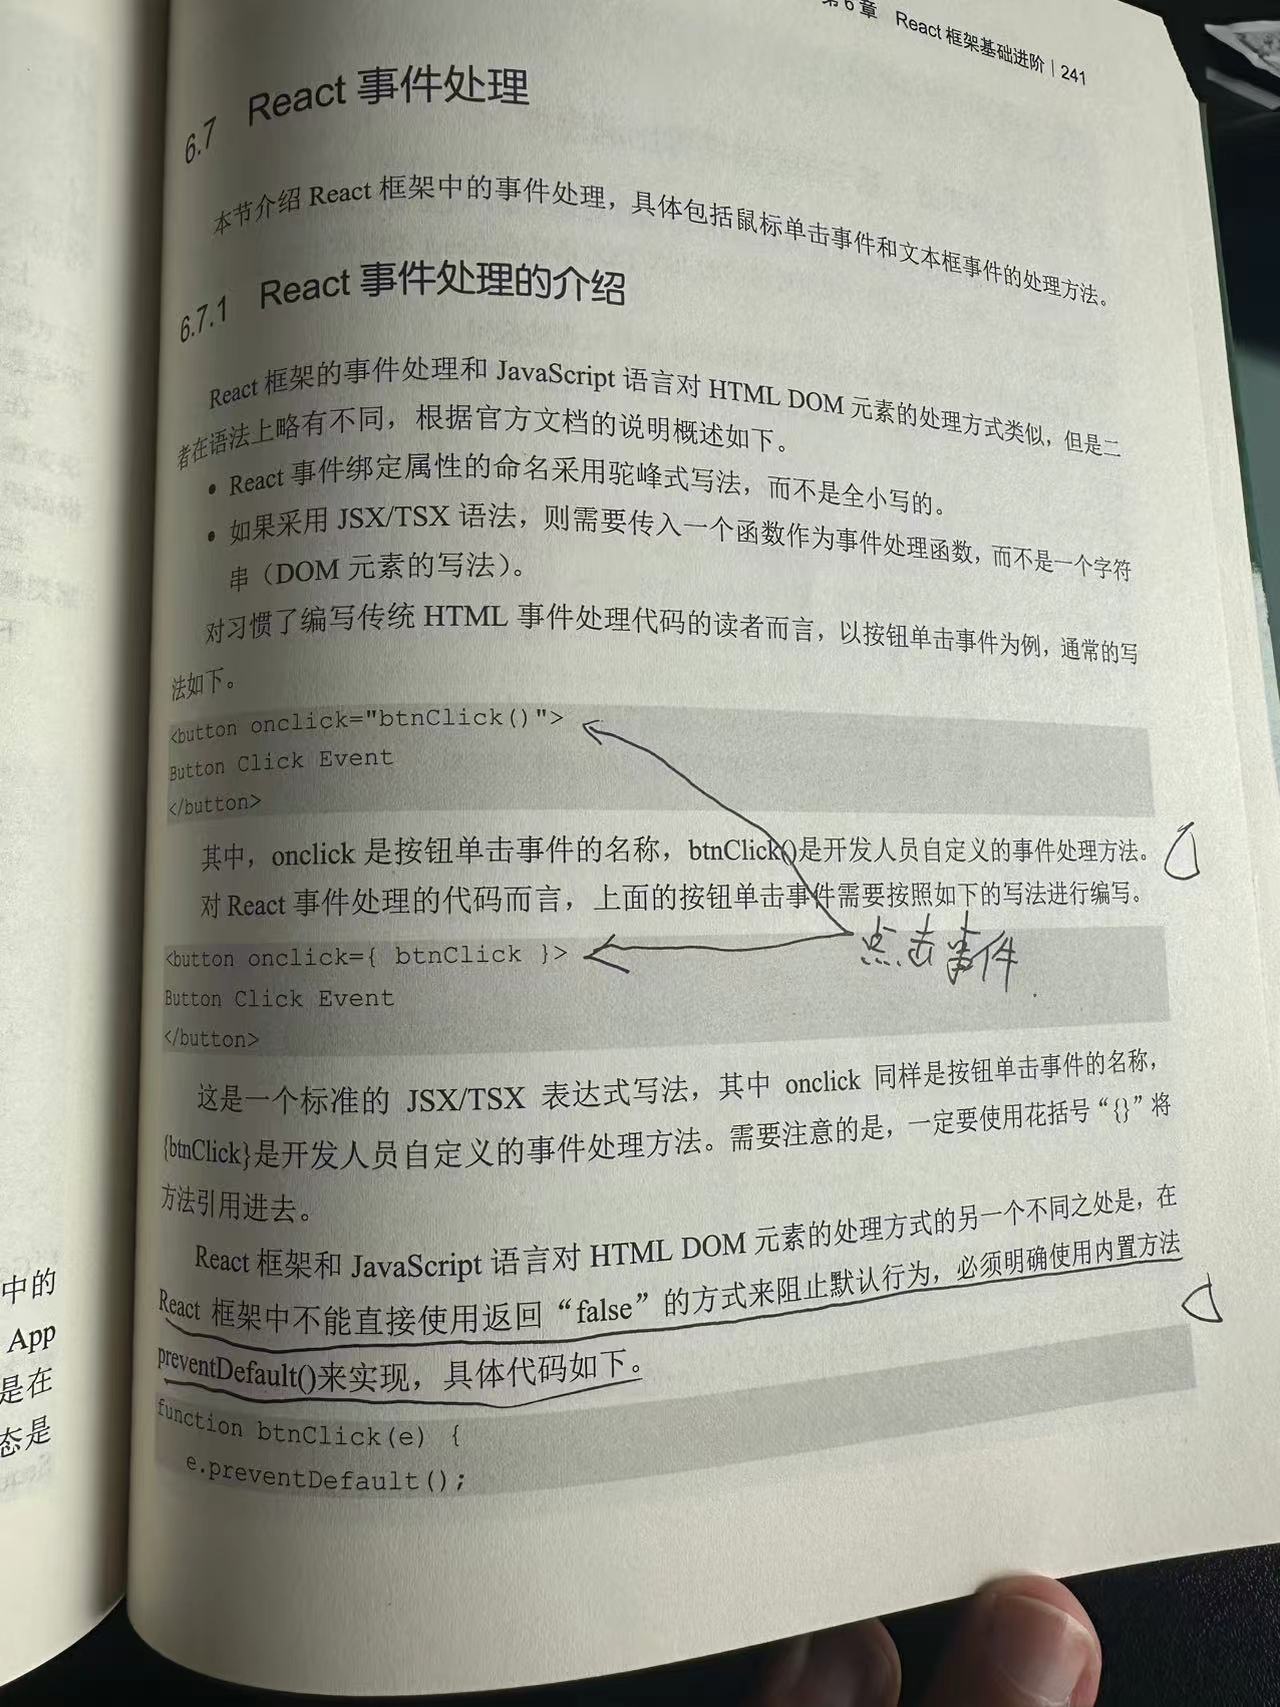 第6章 React 框架基础进阶 | 241
6.7 React 事件处理
本节介绍 React 框架中的事件处理，具体包括鼠标单击事件和文本框事件的处理方法。
6.7.1 React 事件处理的介绍
React 框架的事件处理和 JavaScript 语言对 HTML DOM 元素的处理方式类似，但是二
者在语法上略有不同，根据官方文档的说明概述如下。
• React 事件绑定属性的命名采用驼峰式写法，而不是全小写的。
• 如果采用 JSX/TSX 语法，则需要传入一个函数作为事件处理函数，而不是一个字符
串（DOM 元素的写法）。
对习惯了编写传统 HTML 事件处理代码的读者而言，以按钮单击事件为例，通常的写
法如下。
<button onclick="btnClick()">
Button Click Event
</button>
其中，onclick 是按钮单击事件的名称，btnClick()是开发人员自定义的事件处理方法。
对 React 事件处理的代码而言，上面的按钮单击事件需要按照如下的写法进行编写。
<button onclick={ btnClick }>
点击事件
Button Click Event
</button>
这是一个标准的 JSX/TSX 表达式写法，其中 onclick 同样是按钮单击事件的名称，
{btnClick}是开发人员自定义的事件处理方法。需要注意的是，一定要使用花括号“{}”将
方法引用进去。
React 框架和 JavaScript 语言对 HTML DOM 元素的处理方式的另一个不同之处是，在
React 框架中不能直接使用返回“false”的方式来阻止默认行为，必须明确使用内置方法
preventDefault()来实现，具体代码如下。
function btnClick(e) {
e.preventDefault();
中的
App
是在
态是